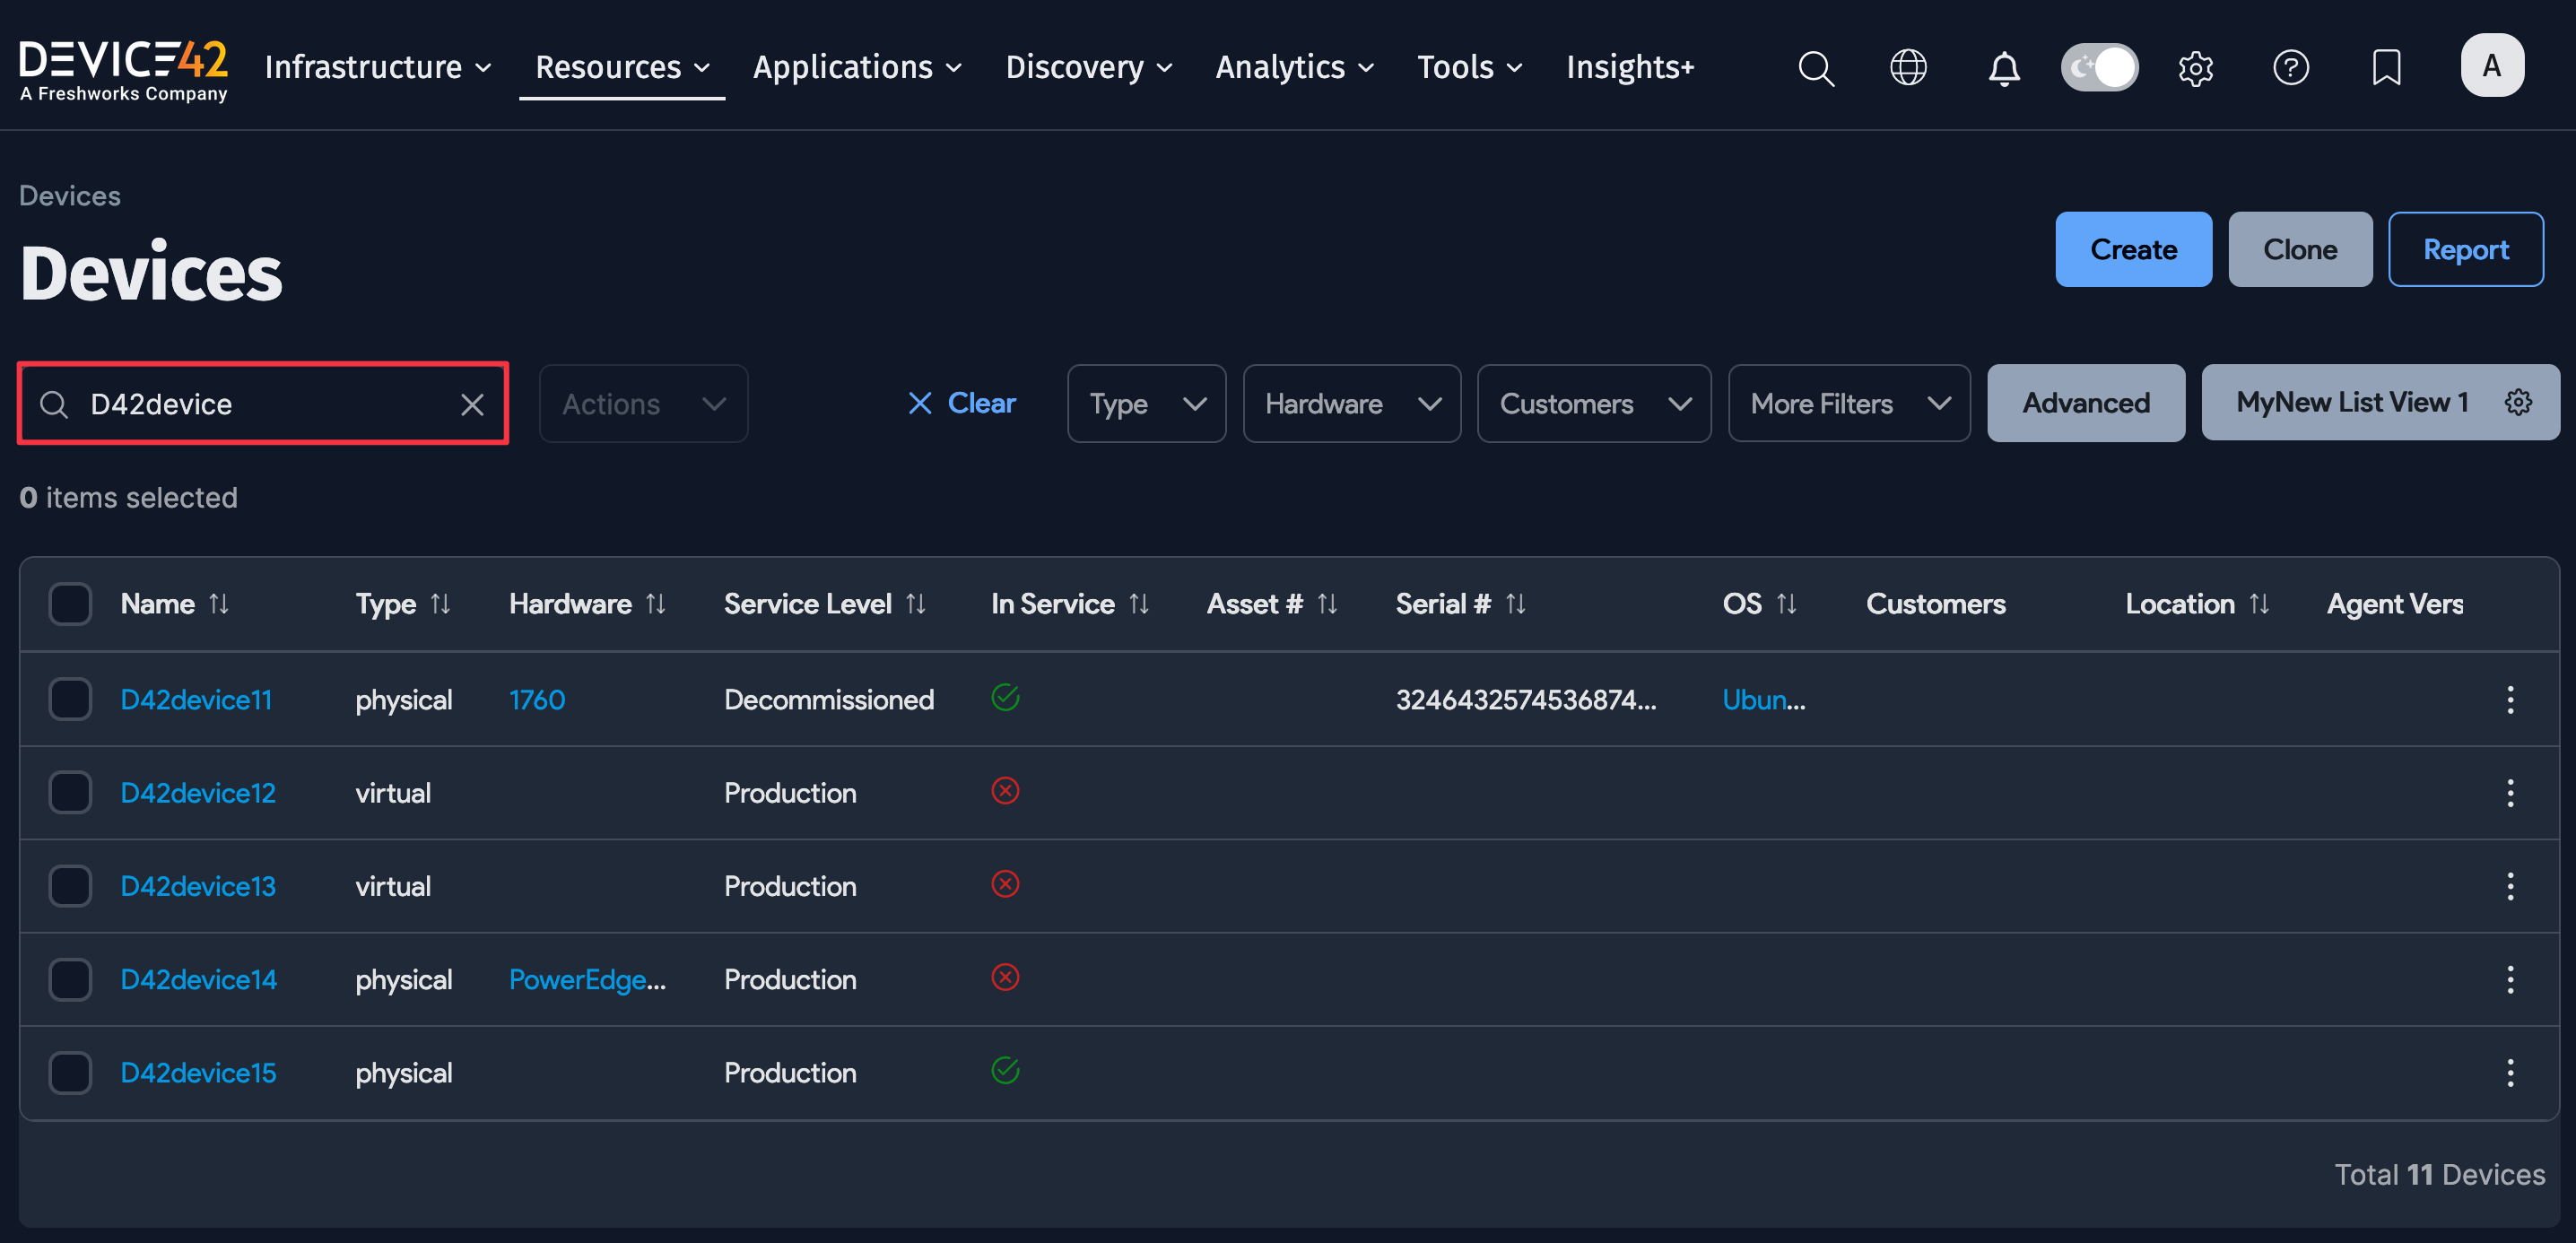 DEVICE42
A Freshworks Company
Infrastructure Resources Applications Discovery Analytics Tools Insights+
A
Devices
Devices
Create Clone Report
D42device Actions Clear Type Hardware Customers More Filters Advanced MyNew List View 1
0 items selected
Name Type Hardware Service Level In Service Asset # Serial # OS Customers Location Agent Vers
D42device11 physical 1760 Decommissioned 3246432574536874... Ubun...
D42device12 virtual Production
D42device13 virtual Production
D42device14 physical PowerEdge... Production
D42device15 physical Production
Total 11 Devices